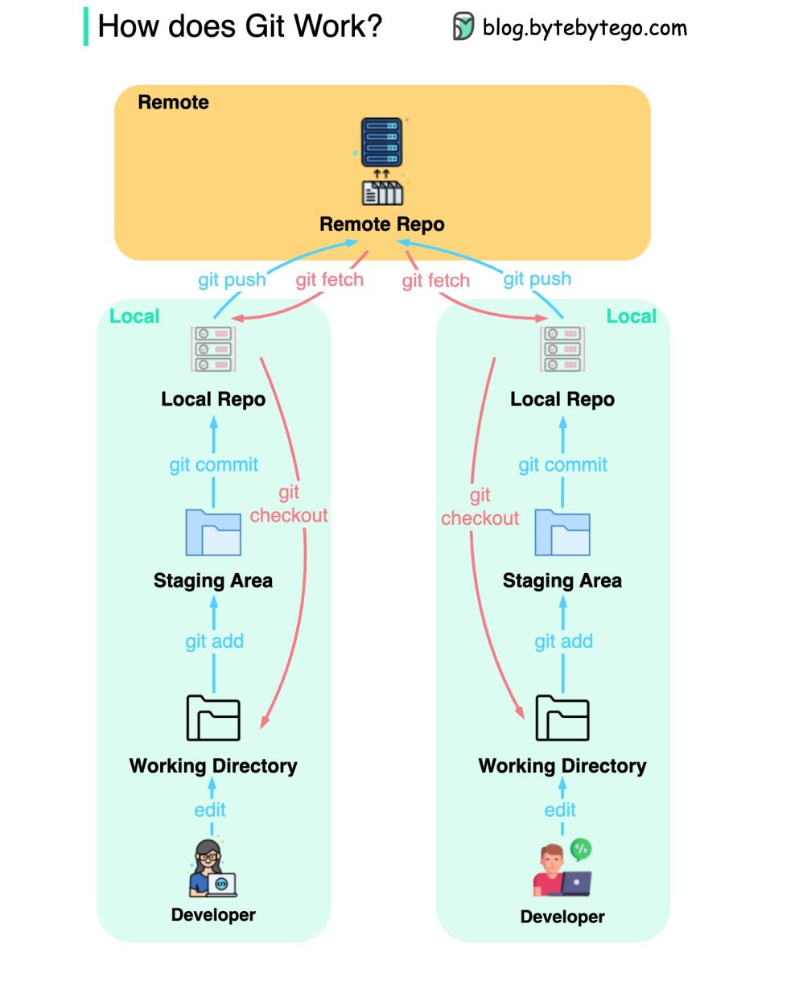 How does Git Work?
blog.bytebytego.com
Remote
Remote Repo
git push
git fetch
git fetch
git push
Local
Local
Local Repo
Local Repo
git commit
git commit
git
checkout
git
checkout
Staging Area
Staging Area
git add
git add
Working Directory
Working Directory
edit
edit
Developer
Developer